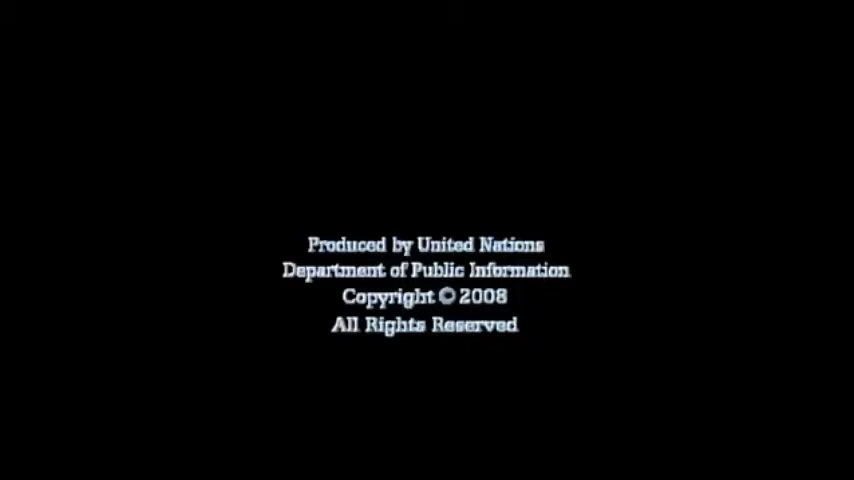 Produced by United Nations
Department of Public Information
Copyright © 2008
All Rights Reserved